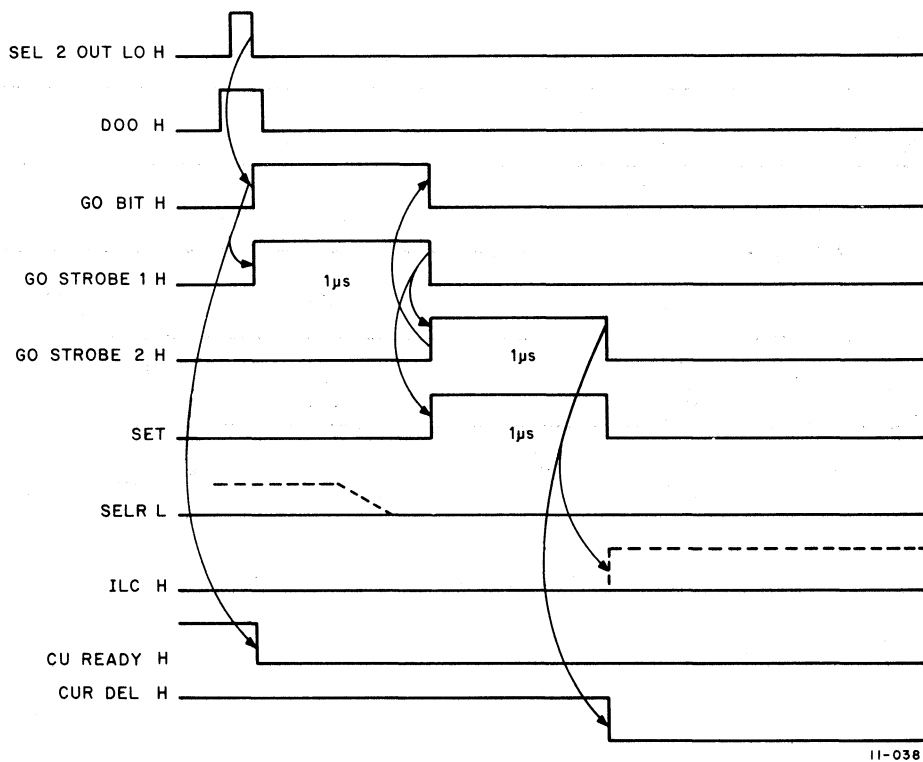 SEL 2 OUT LO H
DOO H
GO BIT H
GO STROBE 1 H
1μs
GO STROBE 2 H
1μs
SET
1μs
SELR L
ILC H
CU READY H
CUR DEL H
11-038